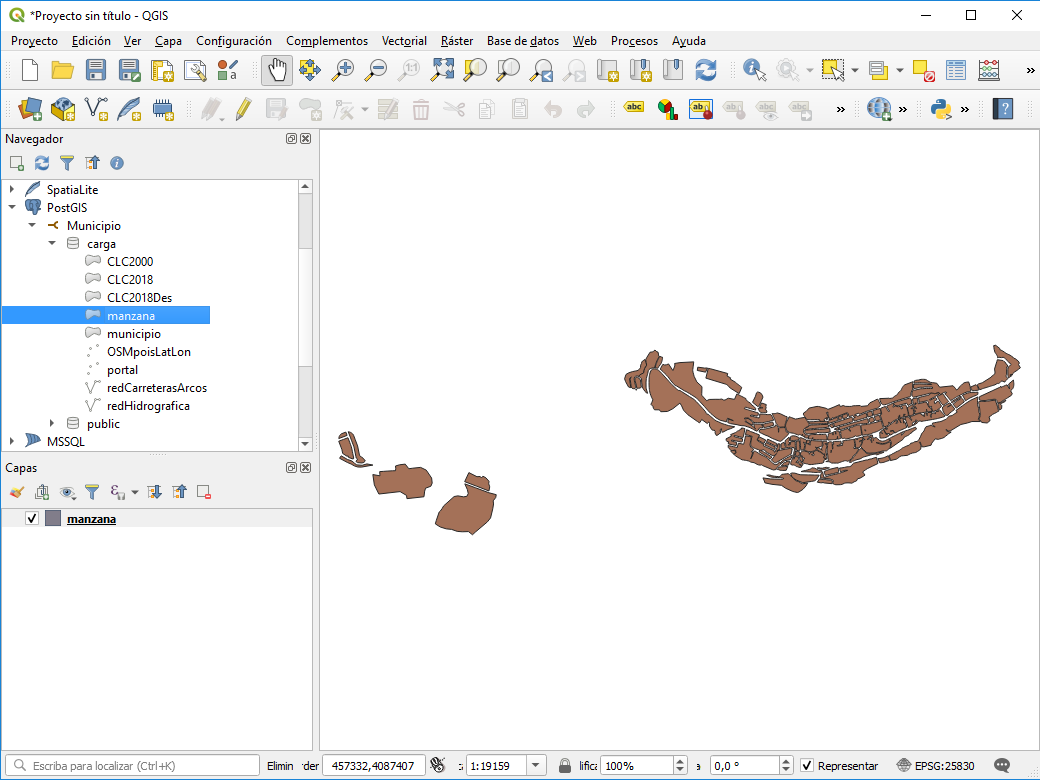 *Proyecto sin título - QGIS
Proyecto Edición Ver Capa Configuración Complementos Vectorial Ráster Base de datos Web Procesos Ayuda
Navegador
SpatiaLite
PostGIS
Municipio
carga
CLC2000
CLC2018
CLC2018Des
manzana
municipio
OSMpoisLatLon
portal
redCarreterasArcos
redHidrografica
public
MSSQL
Capas
manzana
Escriba para localizar (Ctrl+K) Elimin der 457332,4087407 1:19159 lifica 100% a 0,0 ° Representar EPSG:25830